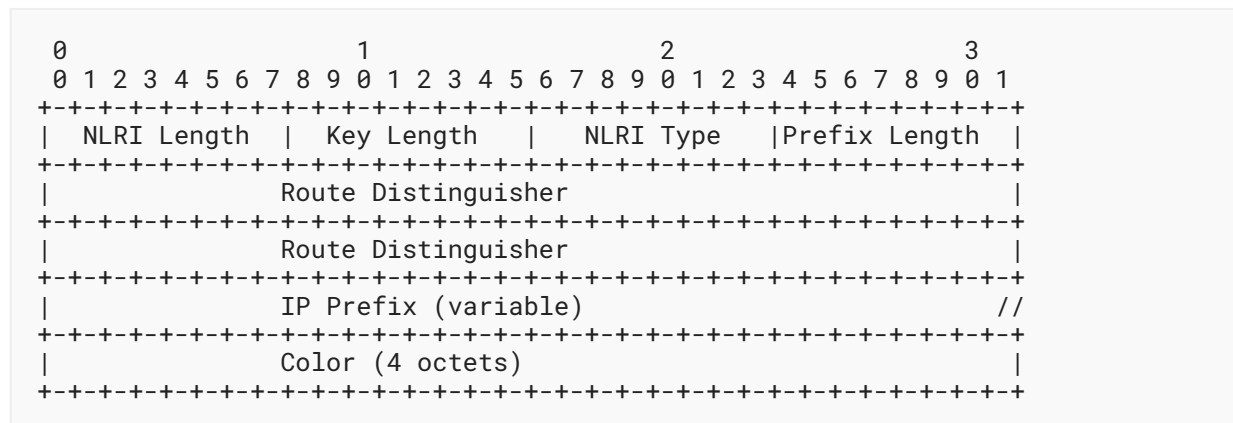 0                   1                   2                   3
 0 1 2 3 4 5 6 7 8 9 0 1 2 3 4 5 6 7 8 9 0 1 2 3 4 5 6 7 8 9 0 1
+-+-+-+-+-+-+-+-+-+-+-+-+-+-+-+-+-+-+-+-+-+-+-+-+-+-+-+-+-+-+-+-+
|  NLRI Length  |  Key Length   |   NLRI Type   |Prefix Length  |
+-+-+-+-+-+-+-+-+-+-+-+-+-+-+-+-+-+-+-+-+-+-+-+-+-+-+-+-+-+-+-+-+
|               Route Distinguisher                             |
+-+-+-+-+-+-+-+-+-+-+-+-+-+-+-+-+-+-+-+-+-+-+-+-+-+-+-+-+-+-+-+-+
|               Route Distinguisher                             |
+-+-+-+-+-+-+-+-+-+-+-+-+-+-+-+-+-+-+-+-+-+-+-+-+-+-+-+-+-+-+-+-+
|               IP Prefix (variable)                           //
+-+-+-+-+-+-+-+-+-+-+-+-+-+-+-+-+-+-+-+-+-+-+-+-+-+-+-+-+-+-+-+-+
|               Color (4 octets)                                |
+-+-+-+-+-+-+-+-+-+-+-+-+-+-+-+-+-+-+-+-+-+-+-+-+-+-+-+-+-+-+-+-+